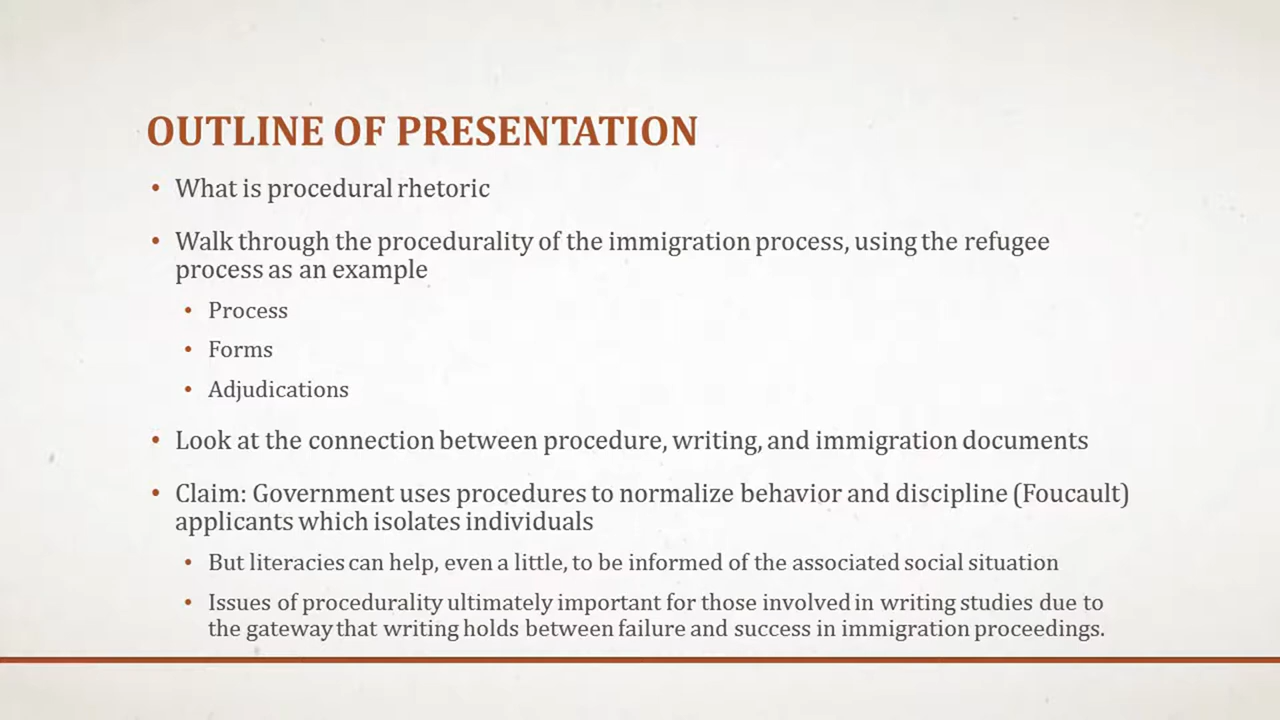 OUTLINE OF PRESENTATION
• What is procedural rhetoric
• Walk through the procedurality of the immigration process, using the refugee
process as an example
• Process
• Forms
• Adjudications
• Look at the connection between procedure, writing, and immigration documents
• Claim: Government uses procedures to normalize behavior and discipline (Foucault)
applicants which isolates individuals
• But literacies can help, even a little, to be informed of the associated social situation
• Issues of procedurality ultimately important for those involved in writing studies due to
the gateway that writing holds between failure and success in immigration proceedings.